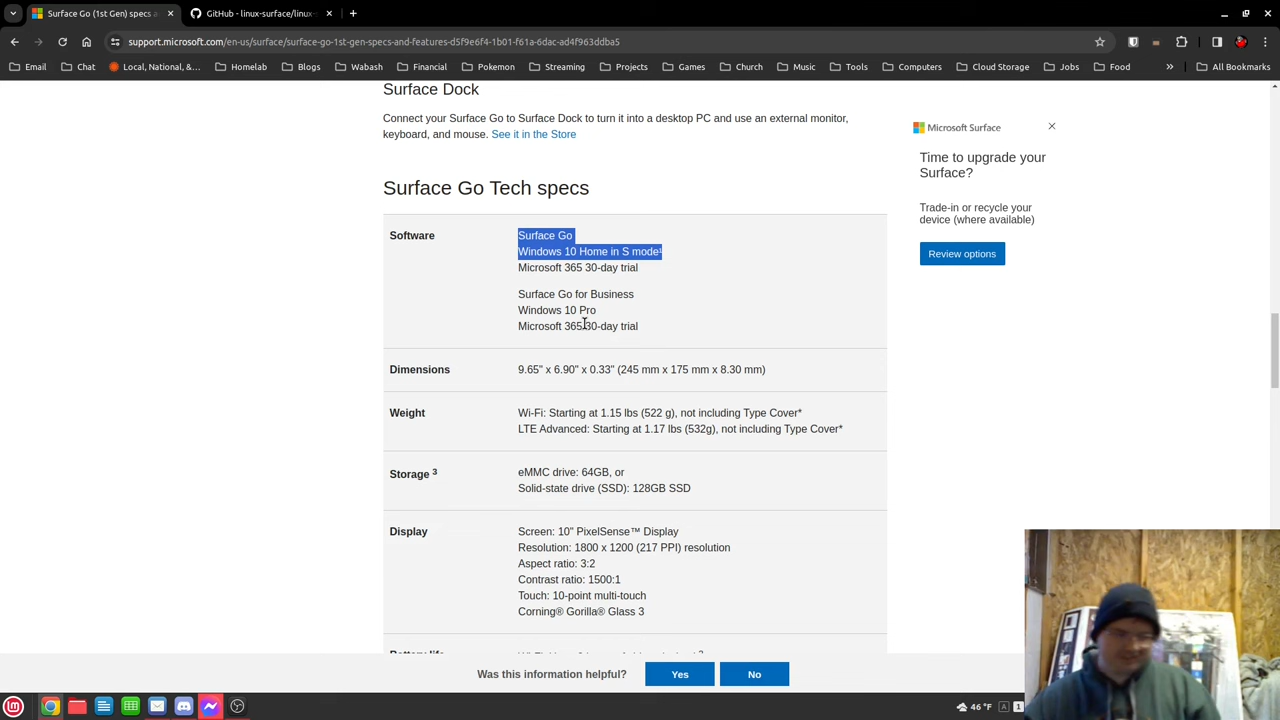 Surface Go (1st Gen) specs a
GitHub - linux-surface/linux-
support.microsoft.com/en-us/surface/surface-go-1st-gen-specs-and-features-d5f9e6f4-1b01-f61a-6dac-ad4f963ddba5
Email
Chat
Local, National, &...
Homelab
Blogs
Wabash
Financial
Pokemon
Streaming
Projects
Games
Church
Music
Tools
Computers
Cloud Storage
Jobs
Food
»
All Bookmarks
Surface Dock
Connect your Surface Go to Surface Dock to turn it into a desktop PC and use an external monitor,
keyboard, and mouse. See it in the Store
Microsoft Surface
Time to upgrade your
Surface?
Trade-in or recycle your
device (where available)
Review options
Surface Go Tech specs
Software
Surface Go
Windows 10 Home in S mode¹
Microsoft 365 30-day trial
Surface Go for Business
Windows 10 Pro
Microsoft 365 30-day trial
Dimensions
9.65" x 6.90" x 0.33" (245 mm x 175 mm x 8.30 mm)
Weight
Wi-Fi: Starting at 1.15 lbs (522 g), not including Type Cover*
LTE Advanced: Starting at 1.17 lbs (532g), not including Type Cover*
Storage ³
eMMC drive: 64GB, or
Solid-state drive (SSD): 128GB SSD
Display
Screen: 10" PixelSense™ Display
Resolution: 1800 x 1200 (217 PPI) resolution
Aspect ratio: 3:2
Contrast ratio: 1500:1
Touch: 10-point multi-touch
Corning® Gorilla® Glass 3
Was this information helpful?
Yes
No
46 °F
A
1